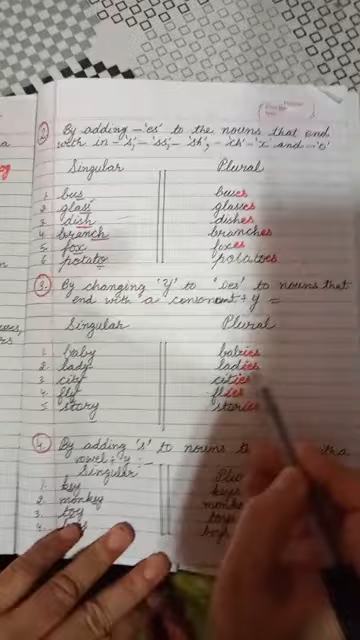 2. By adding -'es' to the nouns that end
with in -'s', -'ss', -'sh', -'ch' 'x' and -'o'
Singular Plural
1. bus buses
2. glass glasses
3. dish dishes
4. branch branches
5. fox foxes
6. potato potatoes
3. By changing 'y' to 'ies' to nouns that
end with a consonant + y =
Singular Plural
1. baby babies
2. lady ladies
3. city cities
4. fly flies
5. story stories
4. By adding 's' to nouns
vowel + y -
Singular
1. key keys
2. monkey
3. toy toys
4. boys